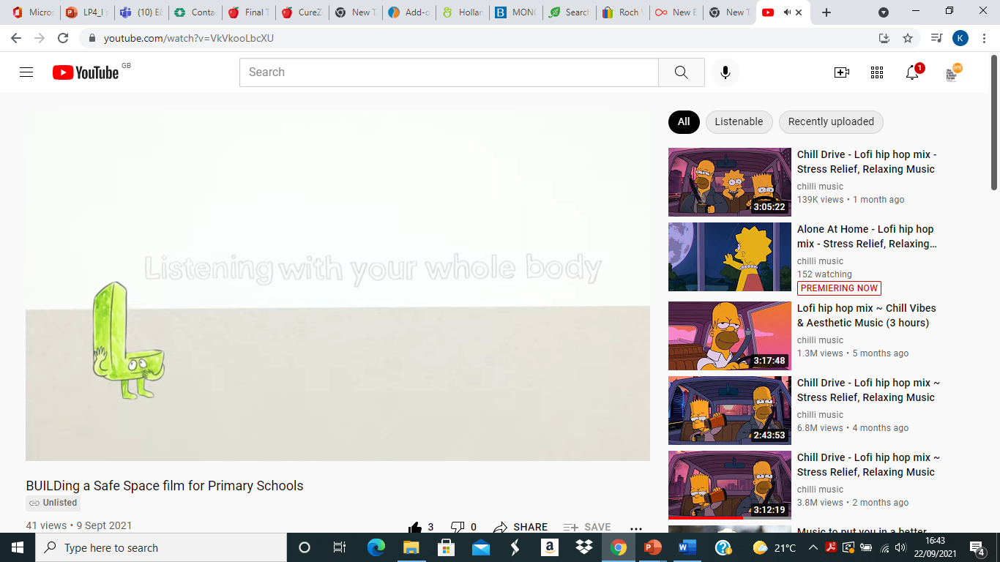 Micros
LP4_I s
(10) Ec
Conta
Final T
CureZ
New T
Add-o
Hollan
MONO
Search
Roch V
New E
New T
youtube.com/watch?v=VkVkooLbcXU
K
YouTube GB
Search
1
Listening with your whole body
BUILDing a Safe Space film for Primary Schools
Unlisted
41 views • 9 Sept 2021
3
0
SHARE
SAVE
All
Listenable
Recently uploaded
3:05:22
Chill Drive - Lofi hip hop mix -
Stress Relief, Relaxing Music
chilli music
139K views • 1 month ago
Alone At Home - Lofi hip hop
mix - Stress Relief, Relaxing...
chilli music
152 watching
PREMIERING NOW
3:17:48
Lofi hip hop mix ~ Chill Vibes
& Aesthetic Music (3 hours)
chilli music
1.3M views • 5 months ago
2:43:53
Chill Drive - Lofi hip hop mix ~
Stress Relief, Relaxing Music
chilli music
6.8M views • 4 months ago
3:12:19
Chill Drive - Lofi hip hop mix ~
Stress Relief, Relaxing Music
chilli music
3.8M views • 2 months ago
Music to put you in a better
Type here to search
21°C
16:43
22/09/2021
4